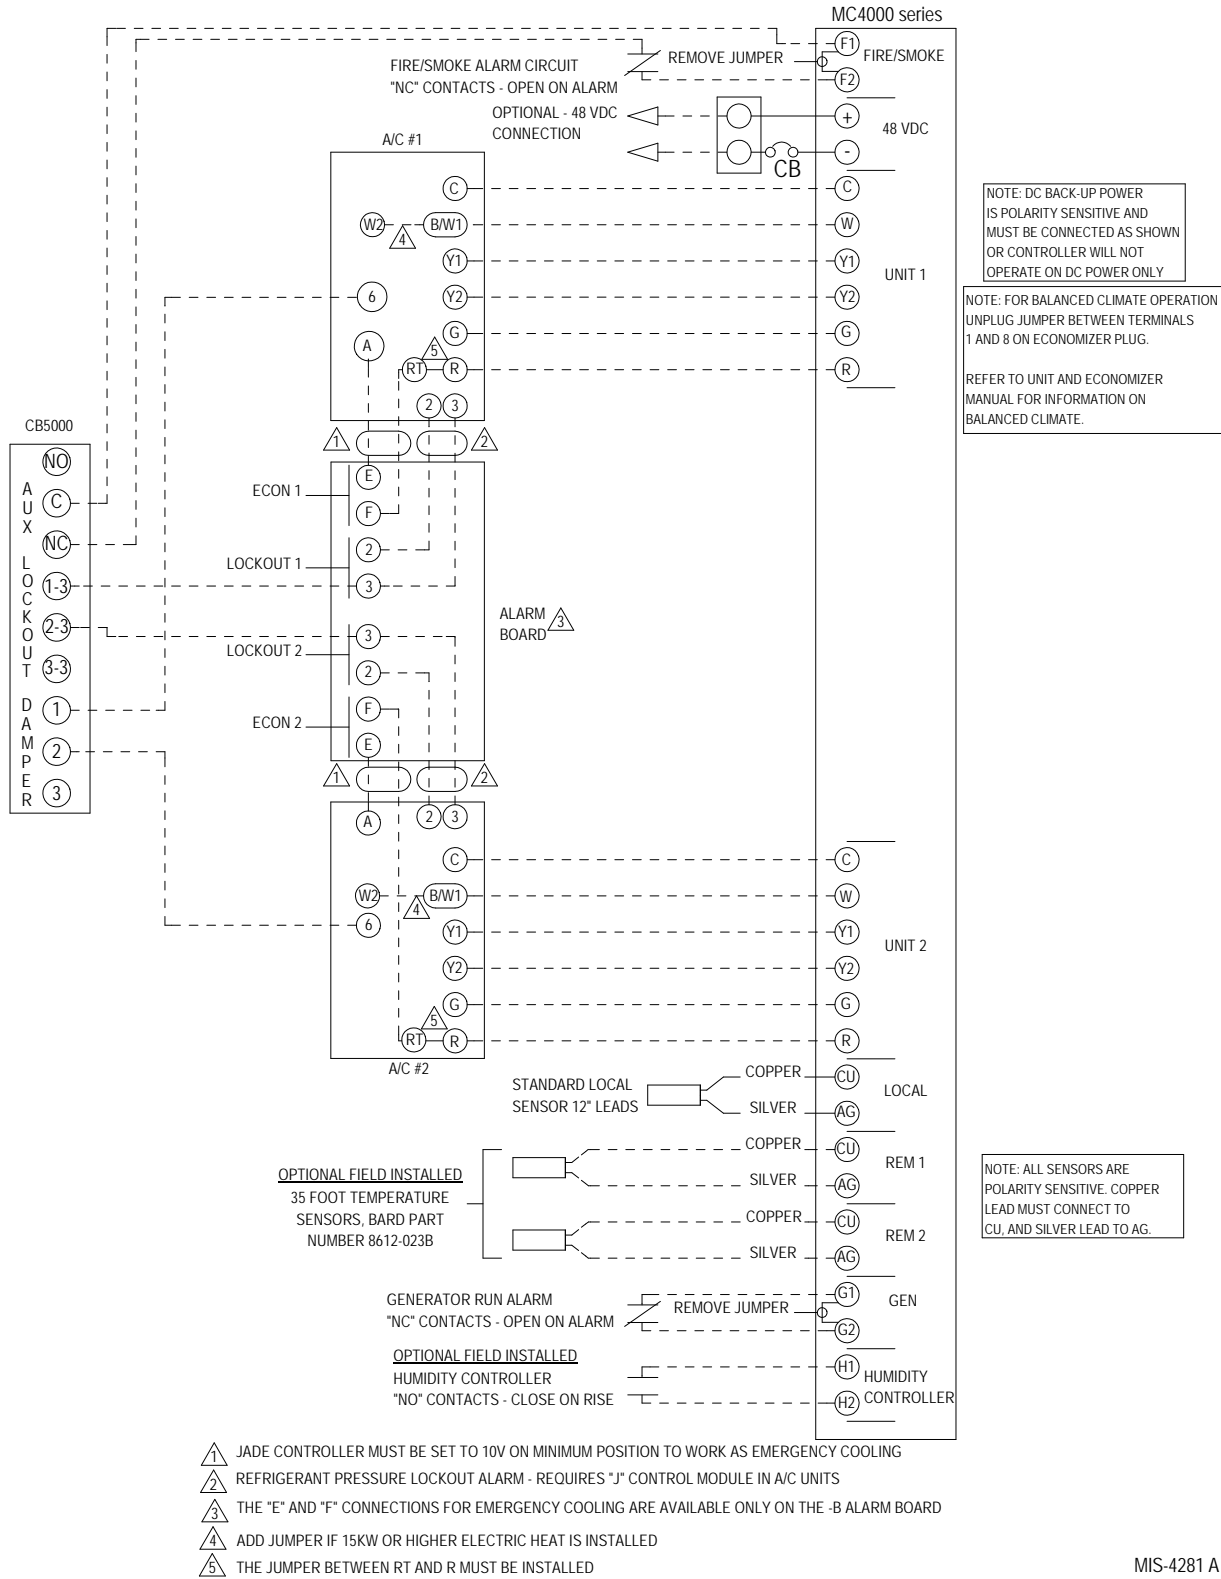 MC4000 series
F1
FIRE/SMOKE
REMOVE JUMPER
FIRE/SMOKE ALARM CIRCUIT
"NC" CONTACTS - OPEN ON ALARM
F2
OPTIONAL - 48 VDC
CONNECTION
+
48 VDC
-
CB
A/C #1
C
W2
4
B/W1
Y1
6
Y2
G
A
5
RT
R
2
3
C
W
Y1
UNIT 1
Y2
G
R
NOTE: DC BACK-UP POWER
IS POLARITY SENSITIVE AND
MUST BE CONNECTED AS SHOWN
OR CONTROLLER WILL NOT
OPERATE ON DC POWER ONLY
NOTE: FOR BALANCED CLIMATE OPERATION
UNPLUG JUMPER BETWEEN TERMINALS
1 AND 8 ON ECONOMIZER PLUG.
REFER TO UNIT AND ECONOMIZER
MANUAL FOR INFORMATION ON
BALANCED CLIMATE.
CB5000
AUX
LOCKOUT
DAMPER
NO
C
NC
1-3
2-3
3-3
1
2
3
1
2
ECON 1
E
F
LOCKOUT 1
2
3
ALARM
BOARD
3
LOCKOUT 2
3
2
ECON 2
F
E
1
2
A
2
3
C
W2
4
B/W1
6
Y1
Y2
G
5
RT
R
A/C #2
C
W
Y1
UNIT 2
Y2
G
R
STANDARD LOCAL
SENSOR 12" LEADS
COPPER
CU
LOCAL
SILVER
AG
OPTIONAL FIELD INSTALLED
35 FOOT TEMPERATURE
SENSORS, BARD PART
NUMBER 8612-023B
COPPER
CU
REM 1
SILVER
AG
COPPER
CU
REM 2
SILVER
AG
NOTE: ALL SENSORS ARE
POLARITY SENSITIVE. COPPER
LEAD MUST CONNECT TO
CU, AND SILVER LEAD TO AG.
GENERATOR RUN ALARM
"NC" CONTACTS - OPEN ON ALARM
REMOVE JUMPER
G1
GEN
G2
OPTIONAL FIELD INSTALLED
HUMIDITY CONTROLLER
"NO" CONTACTS - CLOSE ON RISE
H1
HUMIDITY
CONTROLLER
H2
1 JADE CONTROLLER MUST BE SET TO 10V ON MINIMUM POSITION TO WORK AS EMERGENCY COOLING
2 REFRIGERANT PRESSURE LOCKOUT ALARM - REQUIRES "J" CONTROL MODULE IN A/C UNITS
3 THE "E" AND "F" CONNECTIONS FOR EMERGENCY COOLING ARE AVAILABLE ONLY ON THE -B ALARM BOARD
4 ADD JUMPER IF 15KW OR HIGHER ELECTRIC HEAT IS INSTALLED
5 THE JUMPER BETWEEN RT AND R MUST BE INSTALLED
MIS-4281 A